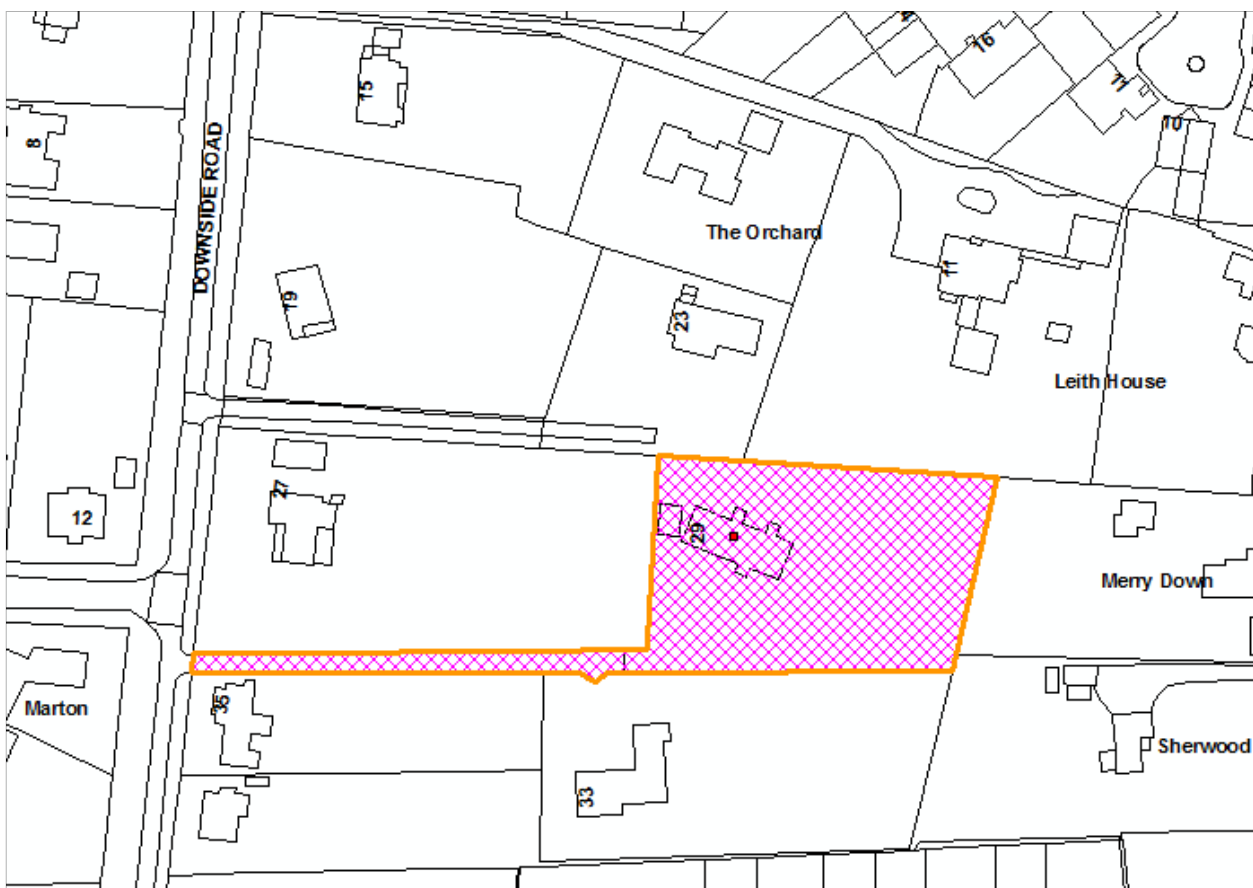 16
11
15
10
8
DOWNSIDE ROAD
The Orchard
11
19
23
Leith House
27
12
29
Merry Down
35
Marton
Sherwood
33